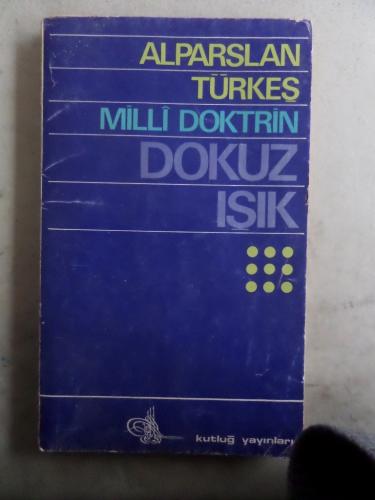 ALPARSLAN
TÜRKEŞ
MİLLÎ DOKTRİN
DOKUZ
IŞIK
kutluğ yayınları